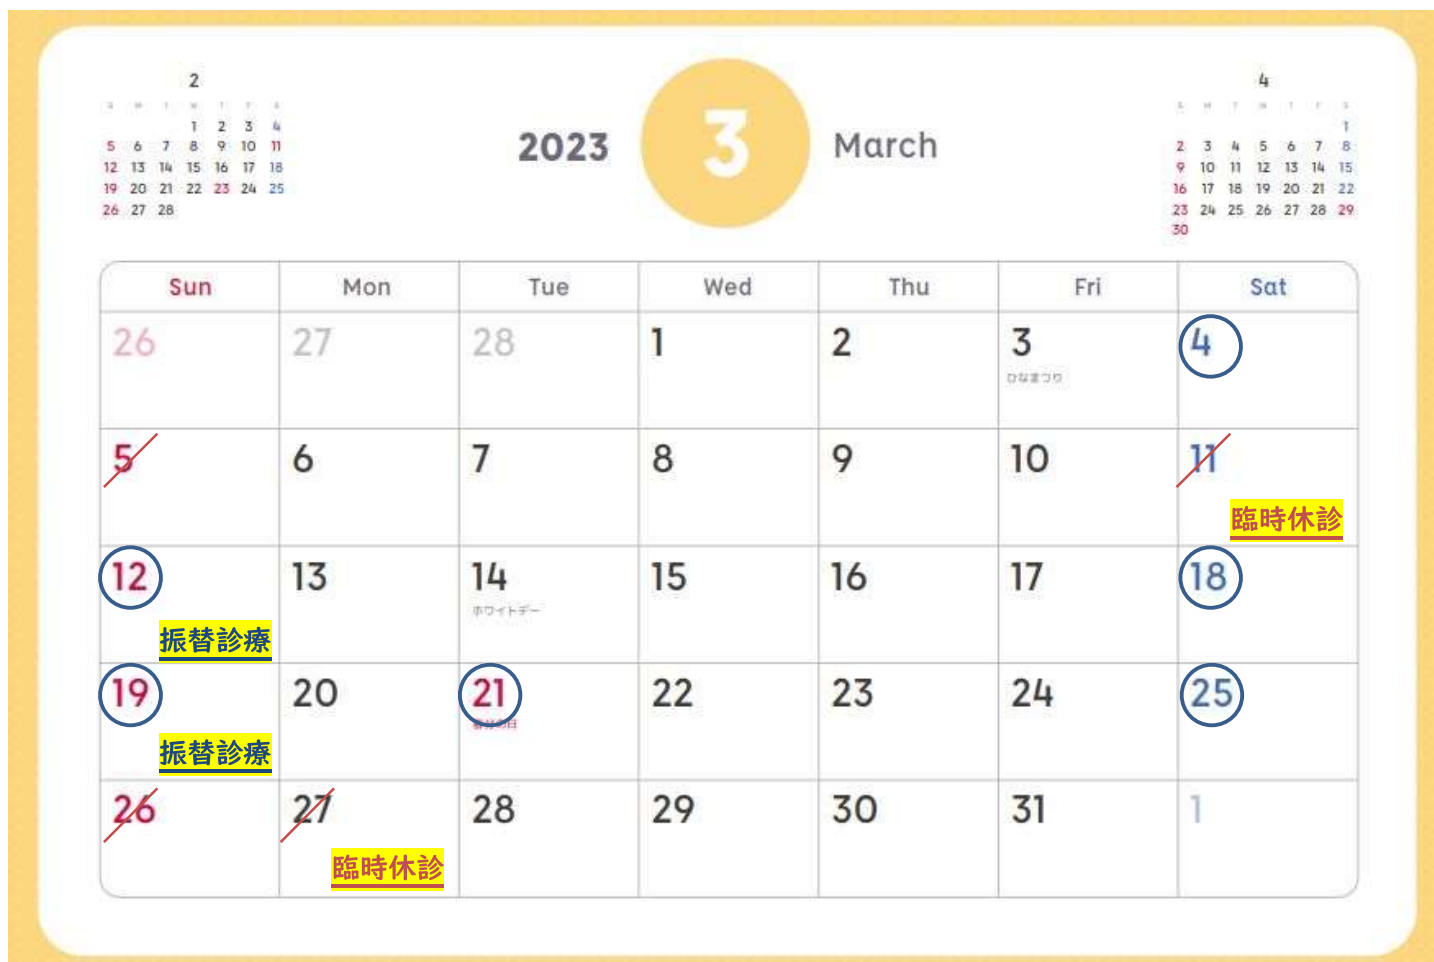 2
S M T W T F S
1 2 3 4
5 6 7 8 9 10 11
12 13 14 15 16 17 18
19 20 21 22 23 24 25
26 27 28
2023 3 March
4
S M T W T F S
1
2 3 4 5 6 7 8
9 10 11 12 13 14 15
16 17 18 19 20 21 22
23 24 25 26 27 28 29
30
Sun Mon Tue Wed Thu Fri Sat
26 27 28 1 2 3 4
ひなまつり
5 6 7 8 9 10 11
臨時休診
12 13 14 15 16 17 18
ホワイトデー
振替診療
19 20 21 22 23 24 25
春分の日
振替診療
26 27 28 29 30 31 1
臨時休診